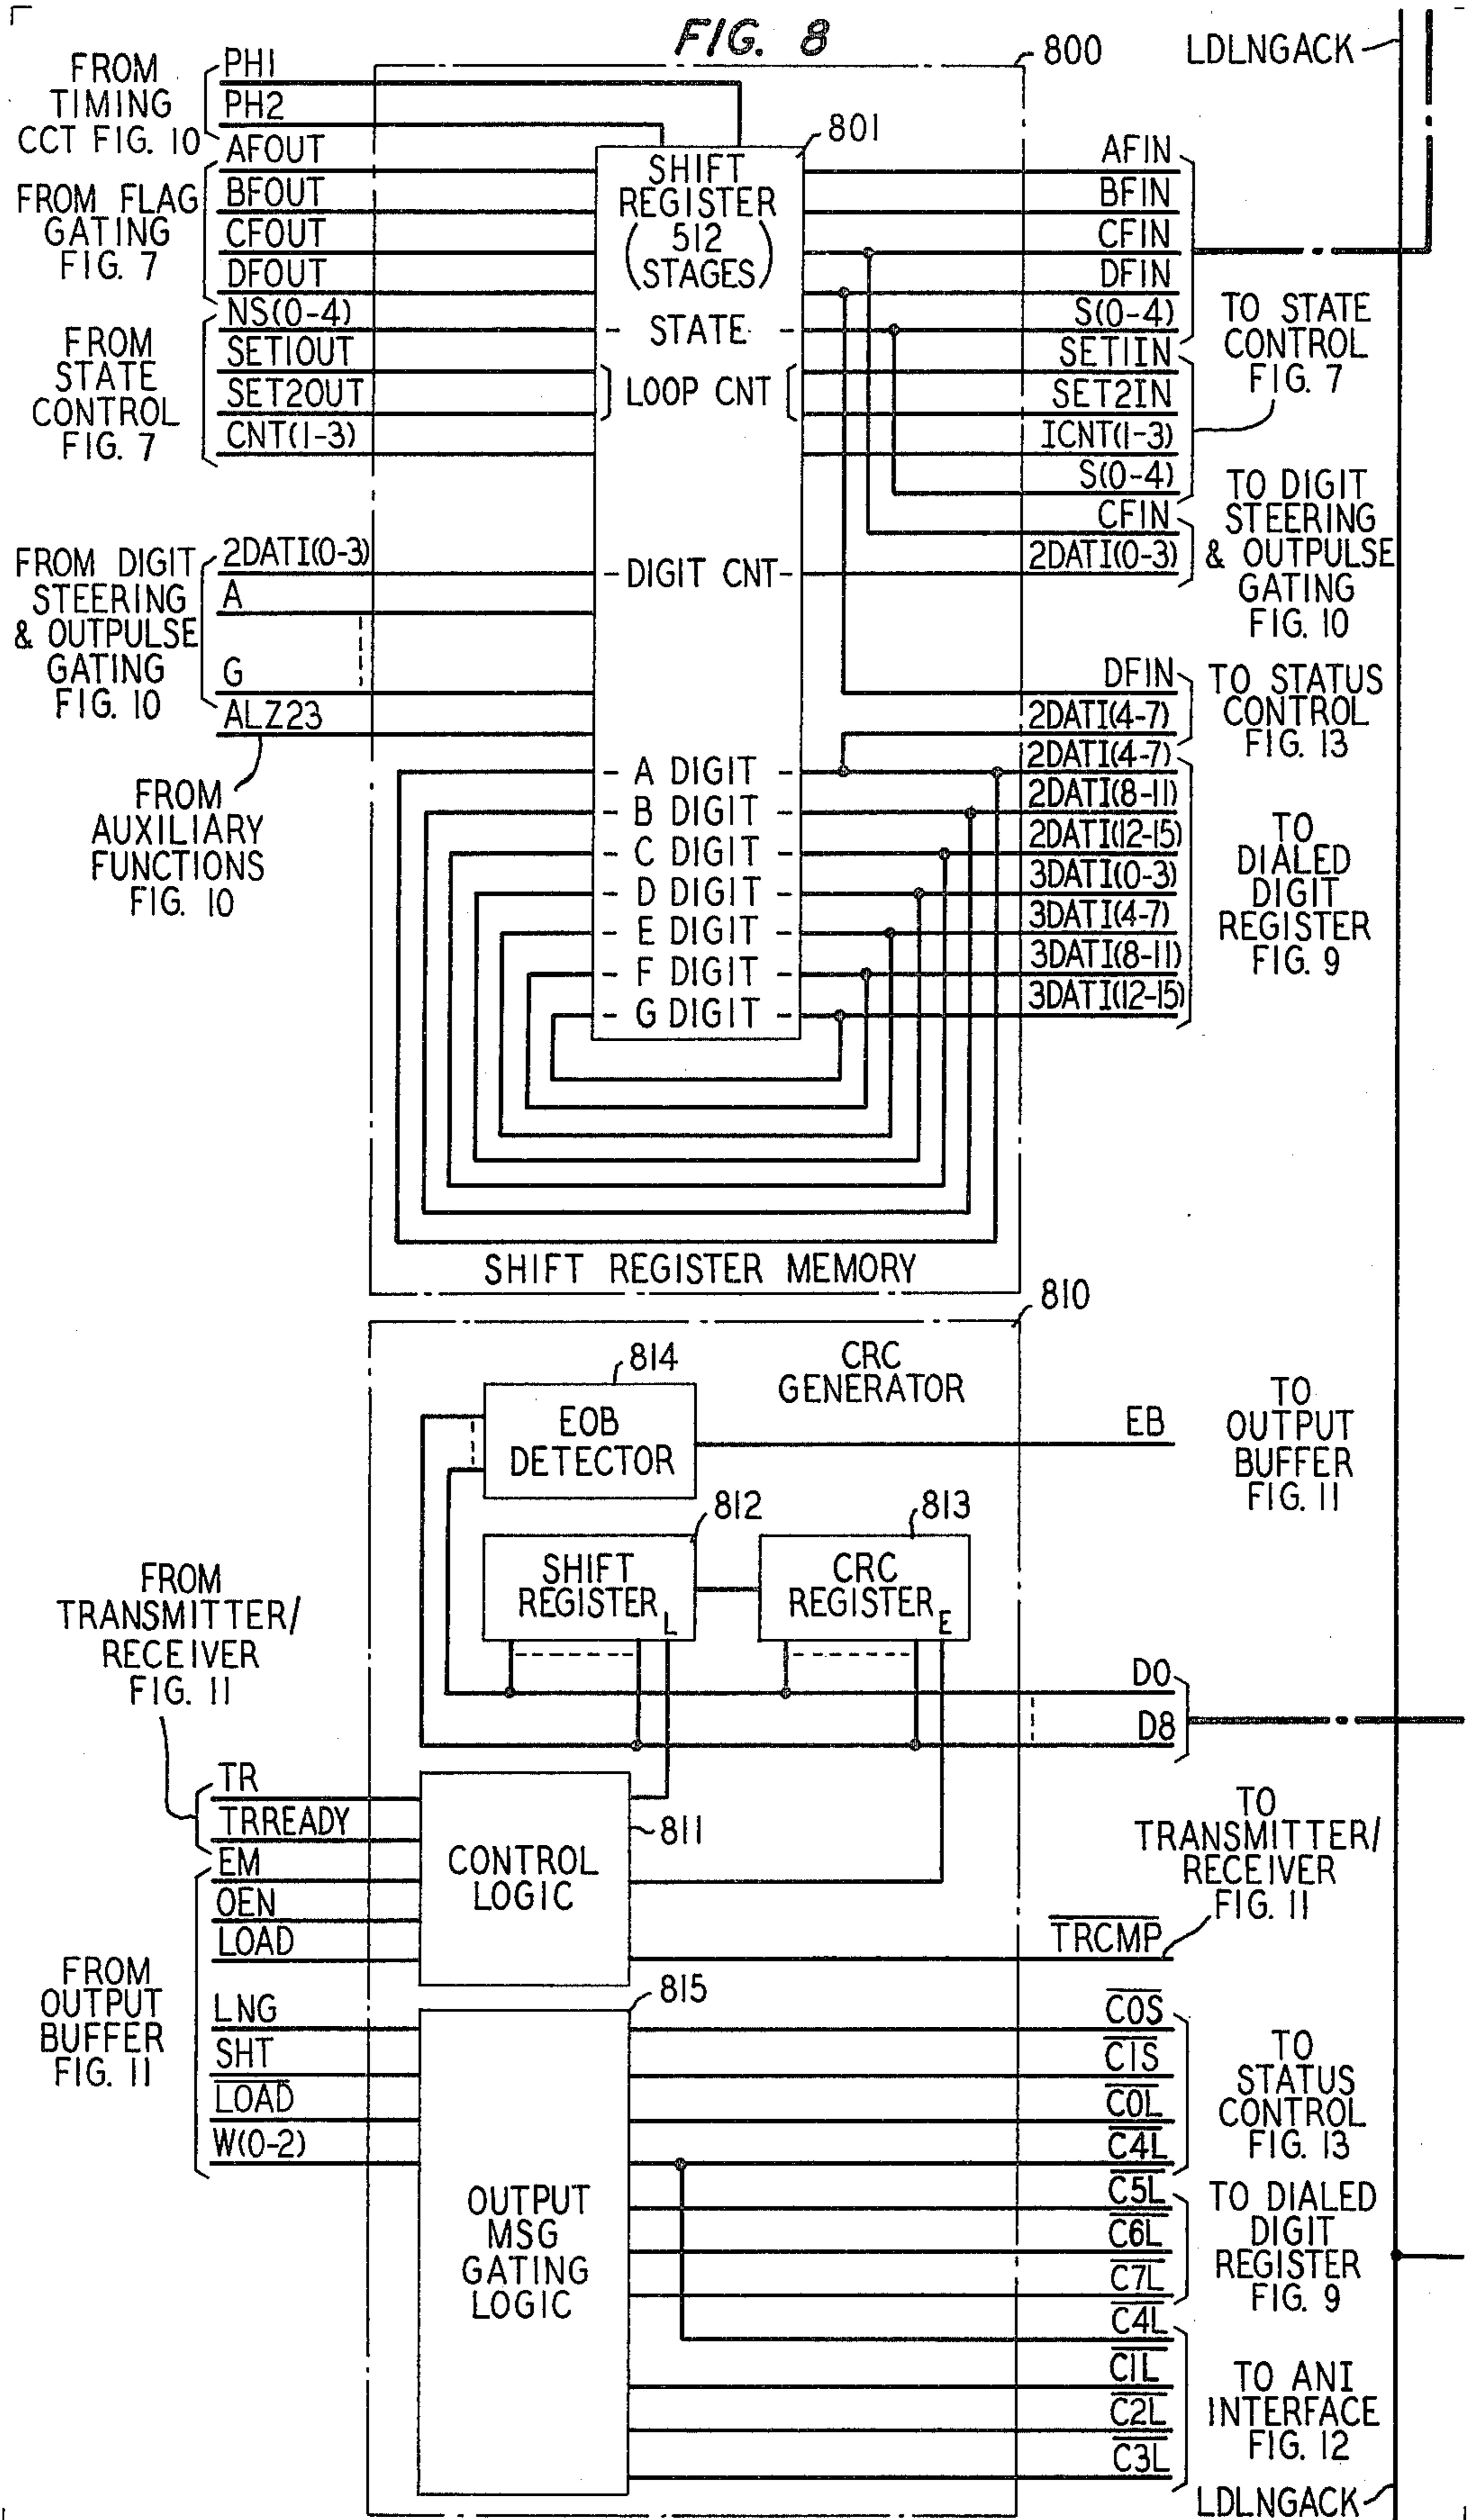 FIG. 8
800
LDLNGACK
FROM
TIMING
CCT FIG. 10
PH1
PH2
FROM FLAG
GATING
FIG. 7
AFOUT
BFOUT
CFOUT
DFOUT
FROM
STATE
CONTROL
FIG. 7
NS(0-4)
SET1OUT
SET2OUT
CNT(1-3)
FROM DIGIT
STEERING
& OUTPULSE
GATING
FIG. 10
2DATI(0-3)
A
G
ALZ23
FROM
AUXILIARY
FUNCTIONS
FIG. 10
801
SHIFT
REGISTER
(512
STAGES)
- STATE -
LOOP CNT
- DIGIT CNT -
- A DIGIT -
- B DIGIT -
- C DIGIT -
- D DIGIT -
- E DIGIT -
- F DIGIT -
- G DIGIT -
AFIN
BFIN
CFIN
DFIN
S(0-4)
SET1IN
SET2IN
ICNT(1-3)
S(0-4)
TO STATE
CONTROL
FIG. 7
CFIN
2DATI(0-3)
TO DIGIT
STEERING
& OUTPULSE
GATING
FIG. 10
DFIN
2DATI(4-7)
TO STATUS
CONTROL
FIG. 13
2DATI(4-7)
2DATI(8-11)
2DATI(12-15)
3DATI(0-3)
3DATI(4-7)
3DATI(8-11)
3DATI(12-15)
TO
DIALED
DIGIT
REGISTER
FIG. 9
SHIFT REGISTER MEMORY
810
CRC
GENERATOR
814
EOB
DETECTOR
EB
TO
OUTPUT
BUFFER
FIG. 11
812
SHIFT
REGISTER
L
813
CRC
REGISTER
E
D0
D8
FROM
TRANSMITTER/
RECEIVER
FIG. 11
TR
TRREADY
EM
OEN
LOAD
811
CONTROL
LOGIC
TO
TRANSMITTER/
RECEIVER
FIG. 11
TRCMP
FROM
OUTPUT
BUFFER
FIG. 11
LNG
SHT
LOAD
W(0-2)
815
OUTPUT
MSG
GATING
LOGIC
C0S
C1S
C0L
C4L
TO
STATUS
CONTROL
FIG. 13
C5L
C6L
C7L
TO DIALED
DIGIT
REGISTER
FIG. 9
C4L
C1L
C2L
C3L
TO ANI
INTERFACE
FIG. 12
LDLNGACK